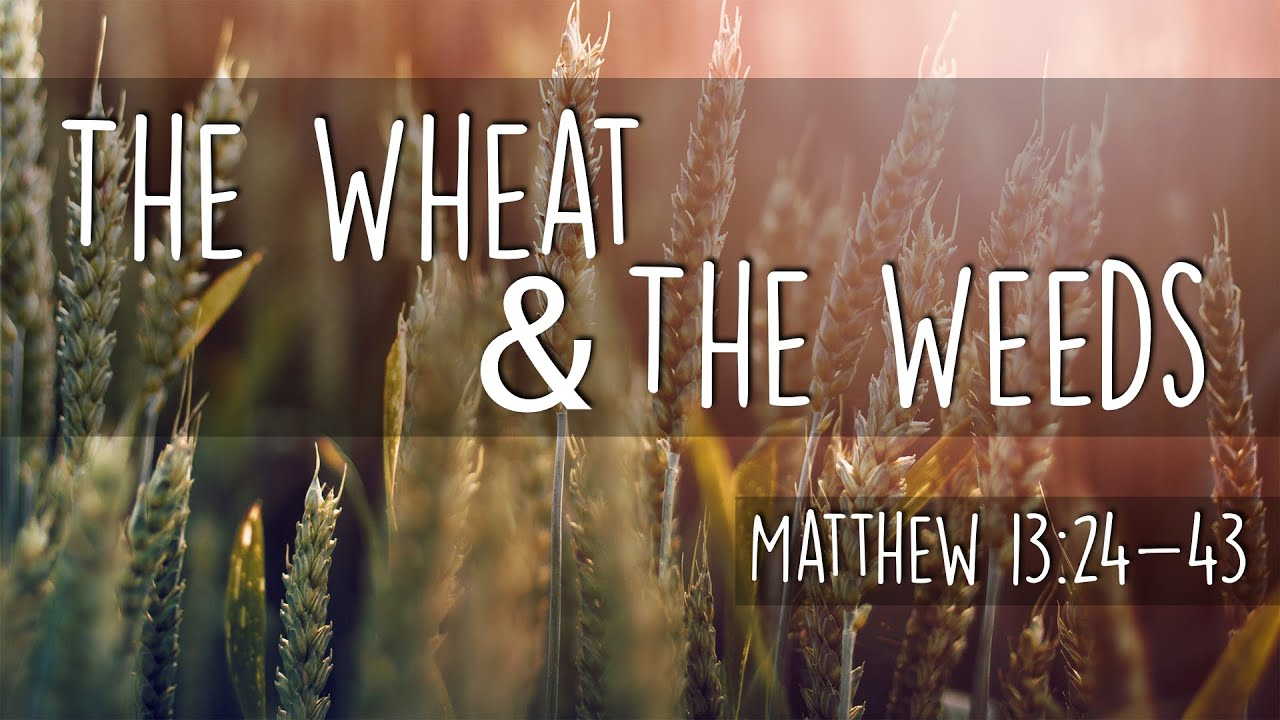 THE WHEAT
& THE WEEDS
MATTHEW 13:24–43